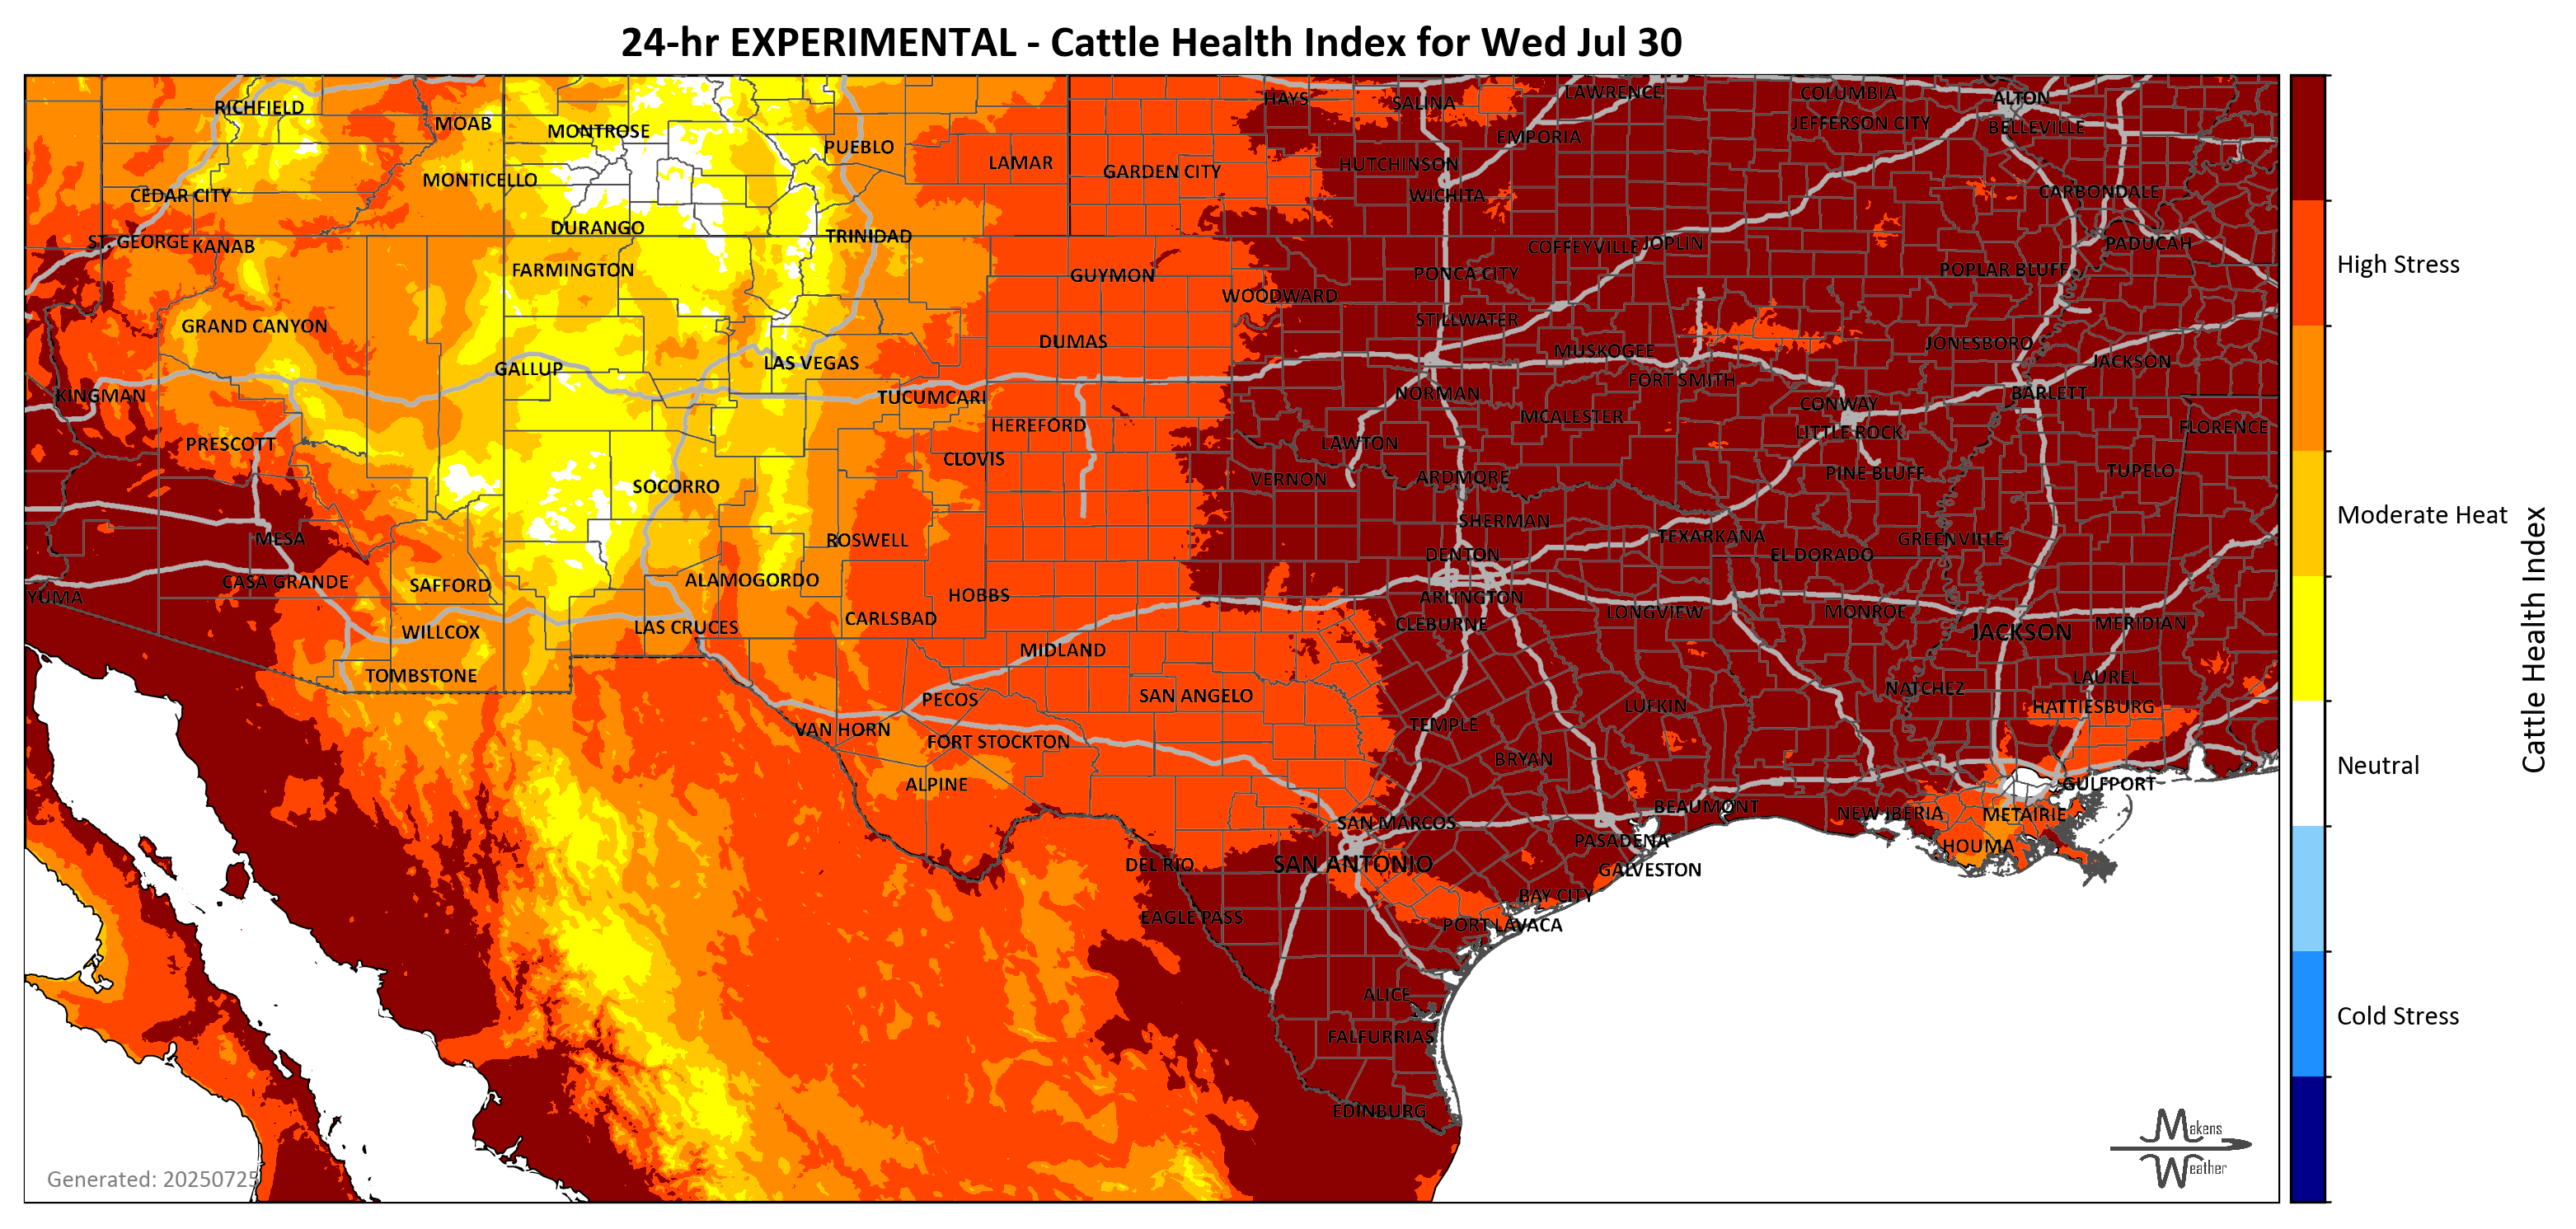 24-hr EXPERIMENTAL - Cattle Health Index for Wed Jul 30
RICHFIELD
MOAB
MONTROSE
PUEBLO
LAMAR
GARDEN CITY
HAYS
SALINA
LAWRENCE
EMPORIA
COLUMBIA
JEFFERSON CITY
ALTON
BELLEVILLE
MONTICELLO
CEDAR CITY
HUTCHINSON
WICHITA
CARBONDALE
ST. GEORGE
KANAB
DURANGO
TRINIDAD
COFFEYVILLE
JOPLIN
PADUCAH
High Stress
FARMINGTON
GUYMON
PONCA CITY
POPLAR BLUFF
WOODWARD
GRAND CANYON
DUMAS
STILLWATER
MUSKOGEE
JONESBORO
GALLUP
LAS VEGAS
FORT SMITH
JACKSON
KINGMAN
TUCUMCARI
NORMAN
CONWAY
BARLETT
HEREFORD
MCALESTER
LITTLE ROCK
FLORENCE
PRESCOTT
CLOVIS
LAWTON
SOCORRO
VERNON
ARDMORE
PINE BLUFF
TUPELO
Moderate Heat
MESA
ROSWELL
SHERMAN
TEXARKANA
GREENVILLE
DENTON
EL DORADO
CASA GRANDE
SAFFORD
ALAMOGORDO
YUMA
HOBBS
ARLINGTON
LONGVIEW
MONROE
WILLCOX
LAS CRUCES
CARLSBAD
CLEBURNE
JACKSON
MERIDIAN
Cattle Health Index
TOMBSTONE
MIDLAND
LAUREL
PECOS
SAN ANGELO
NATCHEZ
VAN HORN
TEMPLE
LUFKIN
HATTIESBURG
FORT STOCKTON
BRYAN
Neutral
ALPINE
GULFPORT
SAN MARCOS
BEAUMONT
NEW IBERIA
METAIRIE
DEL RIO
SAN ANTONIO
PASADENA
HOUMA
GALVESTON
EAGLE PASS
BAY CITY
PORT LAVACA
ALICE
Cold Stress
FALFURRIAS
EDINBURG
Makens
Weather
Generated: 20250725